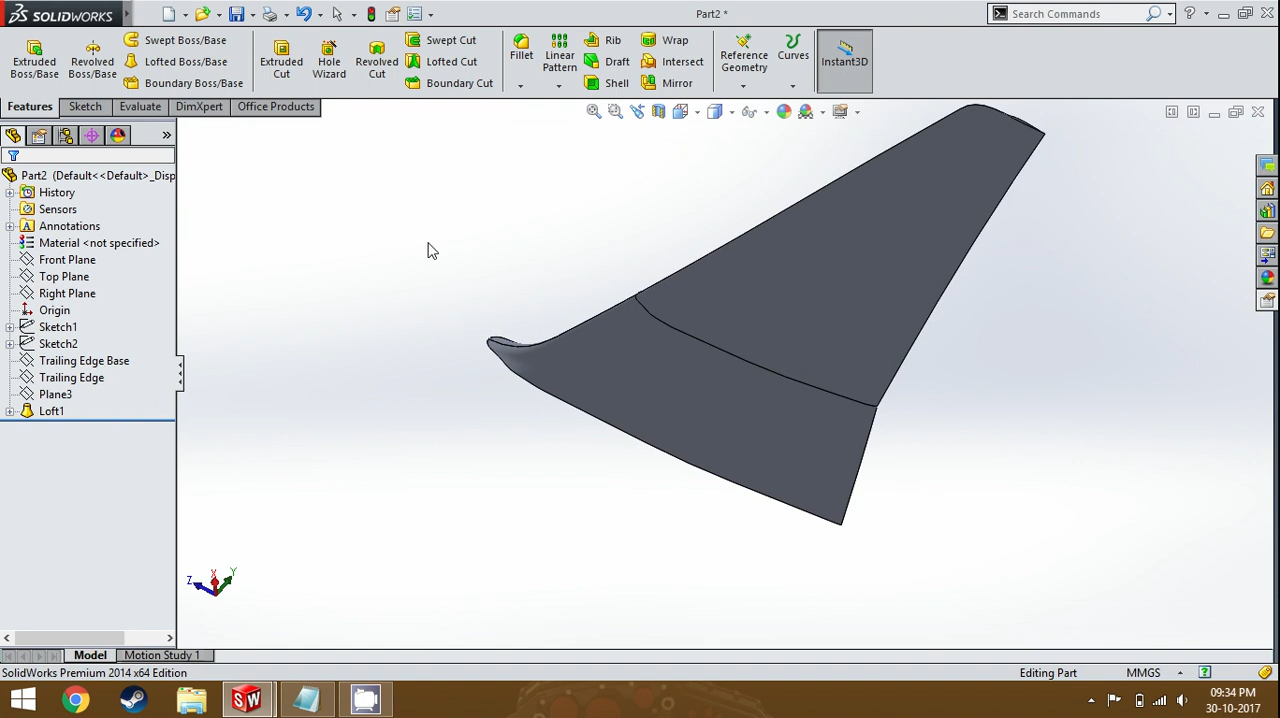 SOLIDWORKS
Part2 *
Search Commands
Extruded Boss/Base
Revolved Boss/Base
Swept Boss/Base
Lofted Boss/Base
Boundary Boss/Base
Extruded Cut
Hole Wizard
Revolved Cut
Swept Cut
Lofted Cut
Boundary Cut
Fillet
Linear Pattern
Rib
Draft
Shell
Wrap
Intersect
Mirror
Reference Geometry
Curves
Instant3D
Features
Sketch
Evaluate
DimXpert
Office Products
Part2 (Default<<Default>_Disp
History
Sensors
Annotations
Material <not specified>
Front Plane
Top Plane
Right Plane
Origin
Sketch1
Sketch2
Trailing Edge Base
Trailing Edge
Plane3
Loft1
X
Y
Z
Model
Motion Study 1
SolidWorks Premium 2014 x64 Edition
Editing Part
MMGS
09:34 PM
30-10-2017